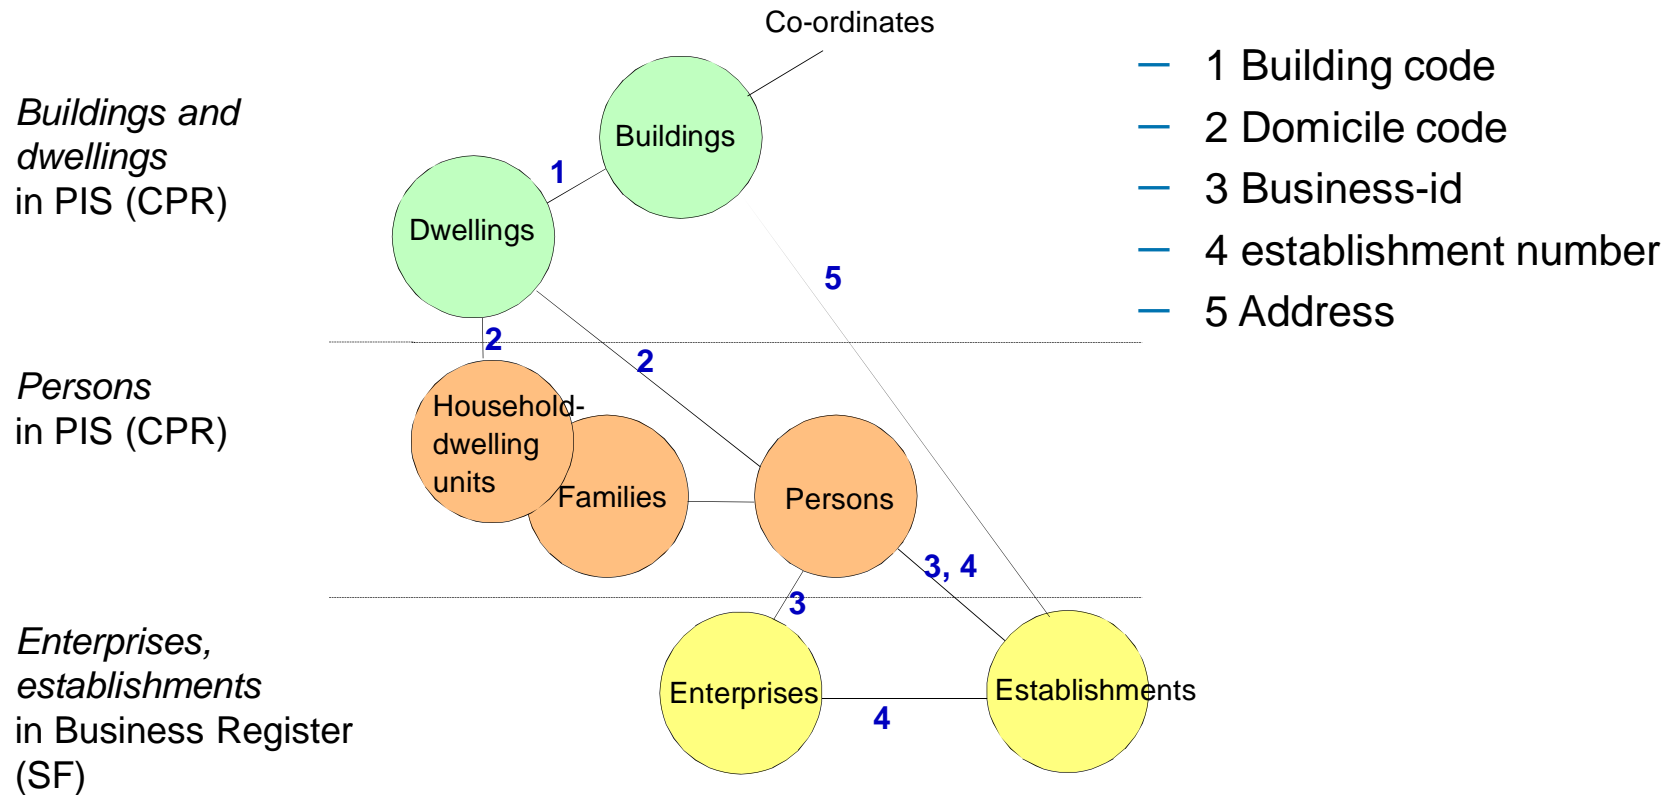 Co-ordinates
Buildings and
dwellings
in PIS (CPR)
Buildings
1
Dwellings
5
2
2
Persons
in PIS (CPR)
Household-
dwelling
units
Families
Persons
3, 4
3
Enterprises,
establishments
in Business Register
(SF)
Enterprises
4
Establishments
– 1 Building code
– 2 Domicile code
– 3 Business-id
– 4 establishment number
– 5 Address